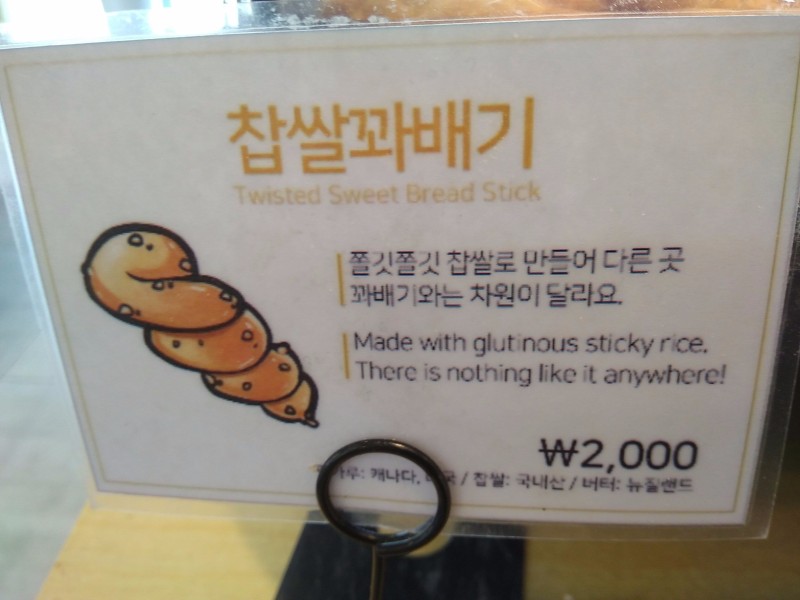 찹쌀꽈배기
Twisted Sweet Bread Stick
쫄깃쫄깃 찹쌀로 만들어 다른 곳
꽈배기와는 차원이 달라요.
Made with glutinous sticky rice.
There is nothing like it anywhere!
₩2,000
캐나다, / 찹쌀: 국내산 / 버터: 뉴질랜드